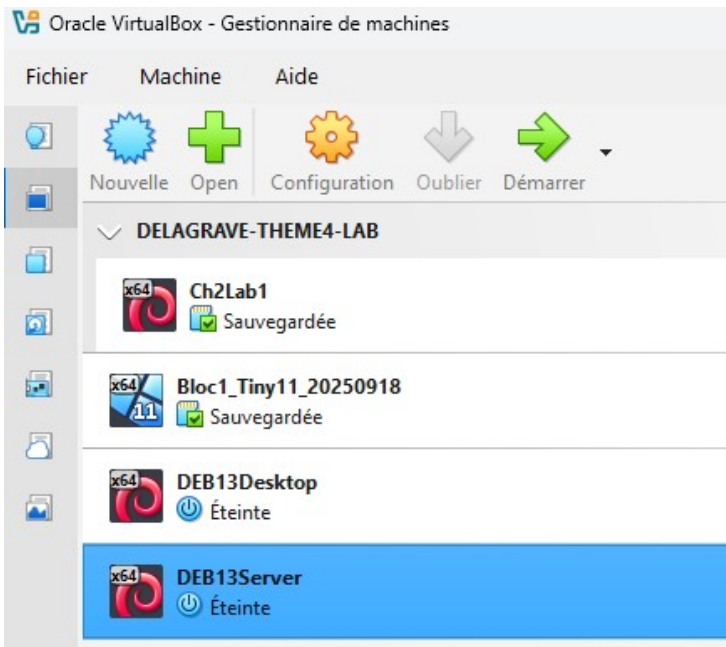 Oracle VirtualBox - Gestionnaire de machines
Fichier Machine Aide
Nouvelle Open Configuration Oublier Démarrer
DELAGRAVE-THEME4-LAB
x64 Ch2Lab1
Sauvegardée
x64 11 Bloc1_Tiny11_20250918
Sauvegardée
x64 DEB13Desktop
Éteinte
x64 DEB13Server
Éteinte